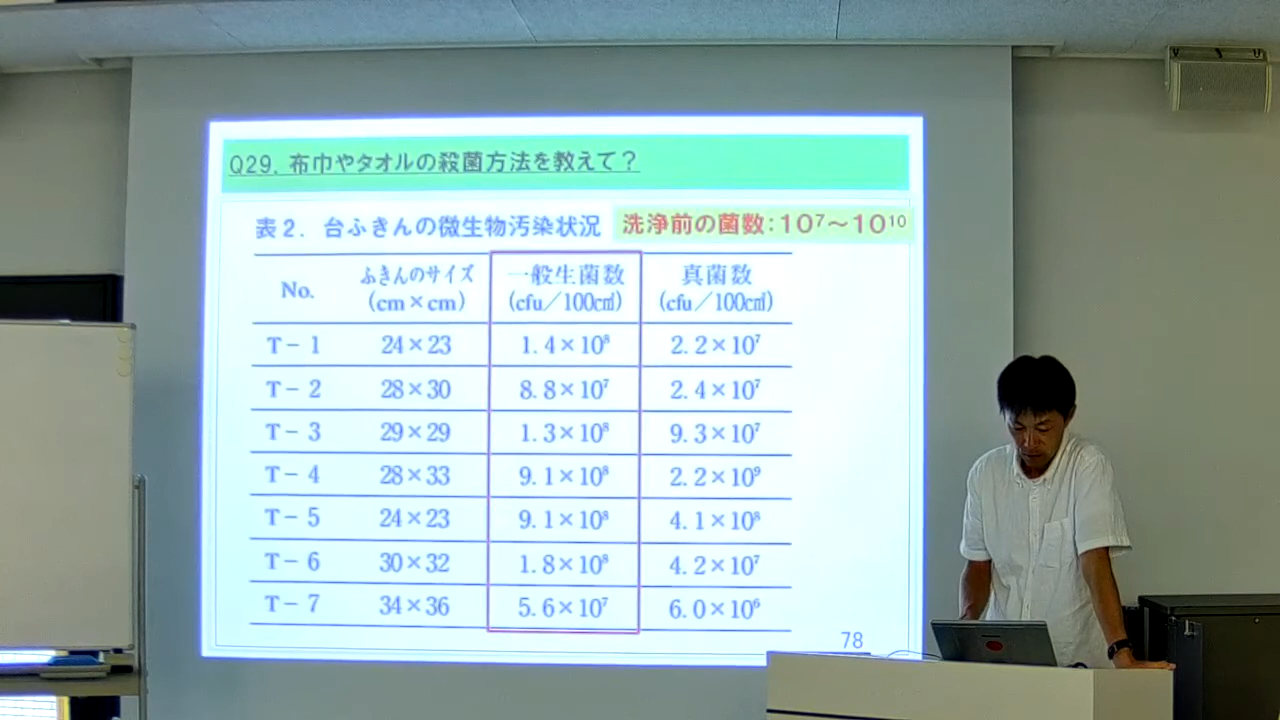 Q29. 布巾やタオルの殺菌方法を教えて？
表２． 台ふきんの微生物汚染状況 洗浄前の菌数：10⁷～10¹⁰
No. ふきんのサイズ (cm×cm) 一般生菌数 (cfu／100c㎡) 真菌数 (cfu／100c㎡)
T－1 24×23 1.4×10⁸ 2.2×10⁷
T－2 28×30 8.8×10⁷ 2.4×10⁷
T－3 29×29 1.3×10⁸ 9.3×10⁷
T－4 28×33 9.1×10⁸ 2.2×10⁹
T－5 24×23 9.1×10⁸ 4.1×10⁸
T－6 30×32 1.8×10⁸ 4.2×10⁷
T－7 34×36 5.6×10⁷ 6.0×10⁶
78